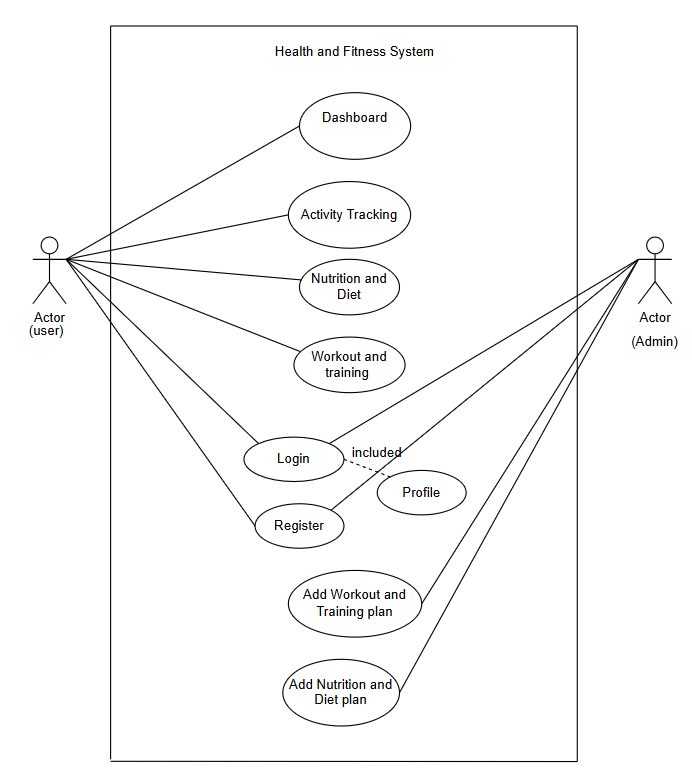 Health and Fitness System
Dashboard
Activity Tracking
Nutrition and
Diet
Actor
(user)
Actor
(Admin)
Workout and
training
included
Login
Profile
Register
Add Workout and
Training plan
Add Nutrition and
Diet plan